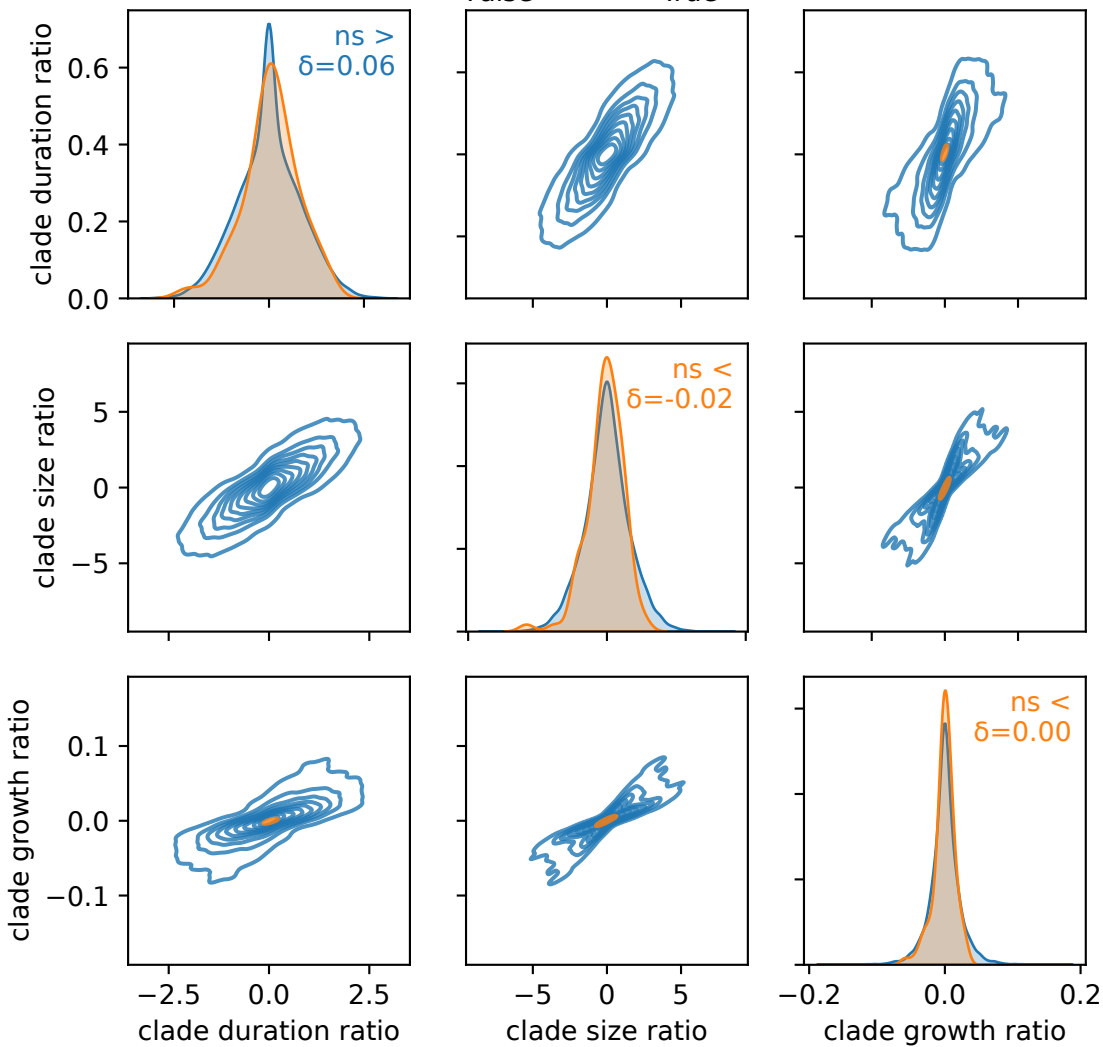 clade duration ratio
0.6
0.4
0.2
0.0
ns >
δ=0.06
clade size ratio
5
0
−5
ns <
δ=-0.02
clade growth ratio
0.1
0.0
−0.1
ns <
δ=0.00
−2.5
0.0
2.5
−5
0
5
−0.2
0.0
0.2
clade duration ratio
clade size ratio
clade growth ratio